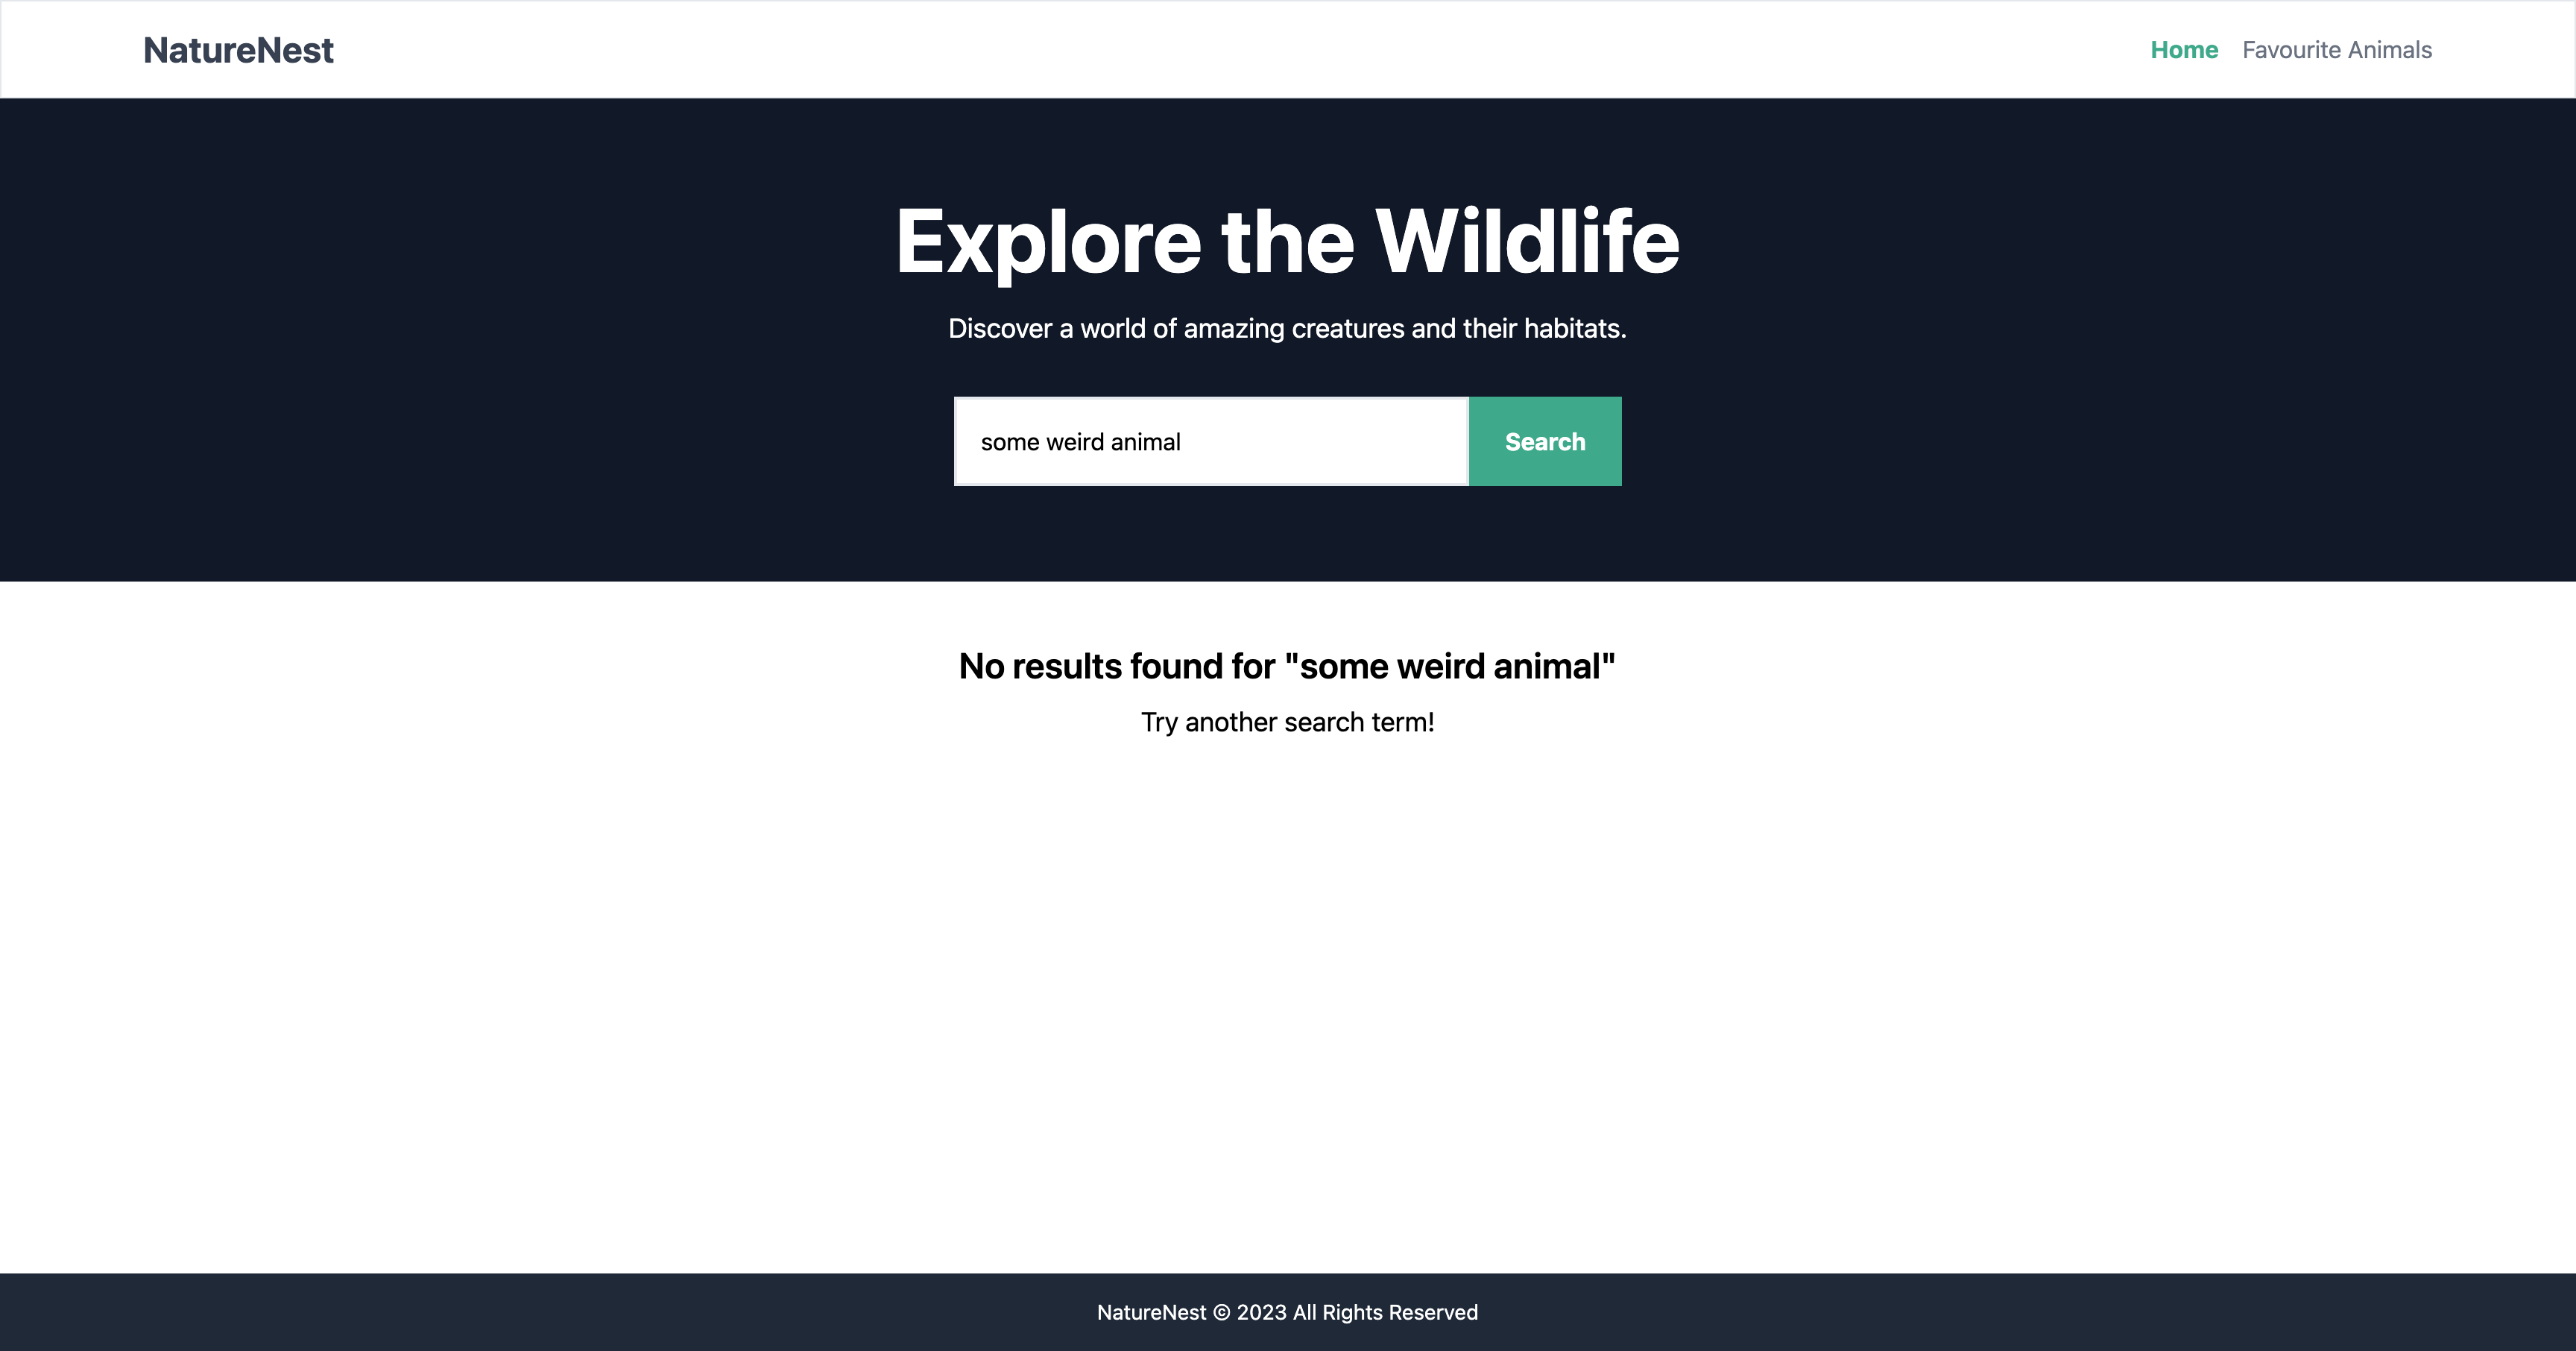 NatureNest
Home Favourite Animals
Explore the Wildlife
Discover a world of amazing creatures and their habitats.
some weird animal
Search
No results found for "some weird animal"
Try another search term!
NatureNest © 2023 All Rights Reserved